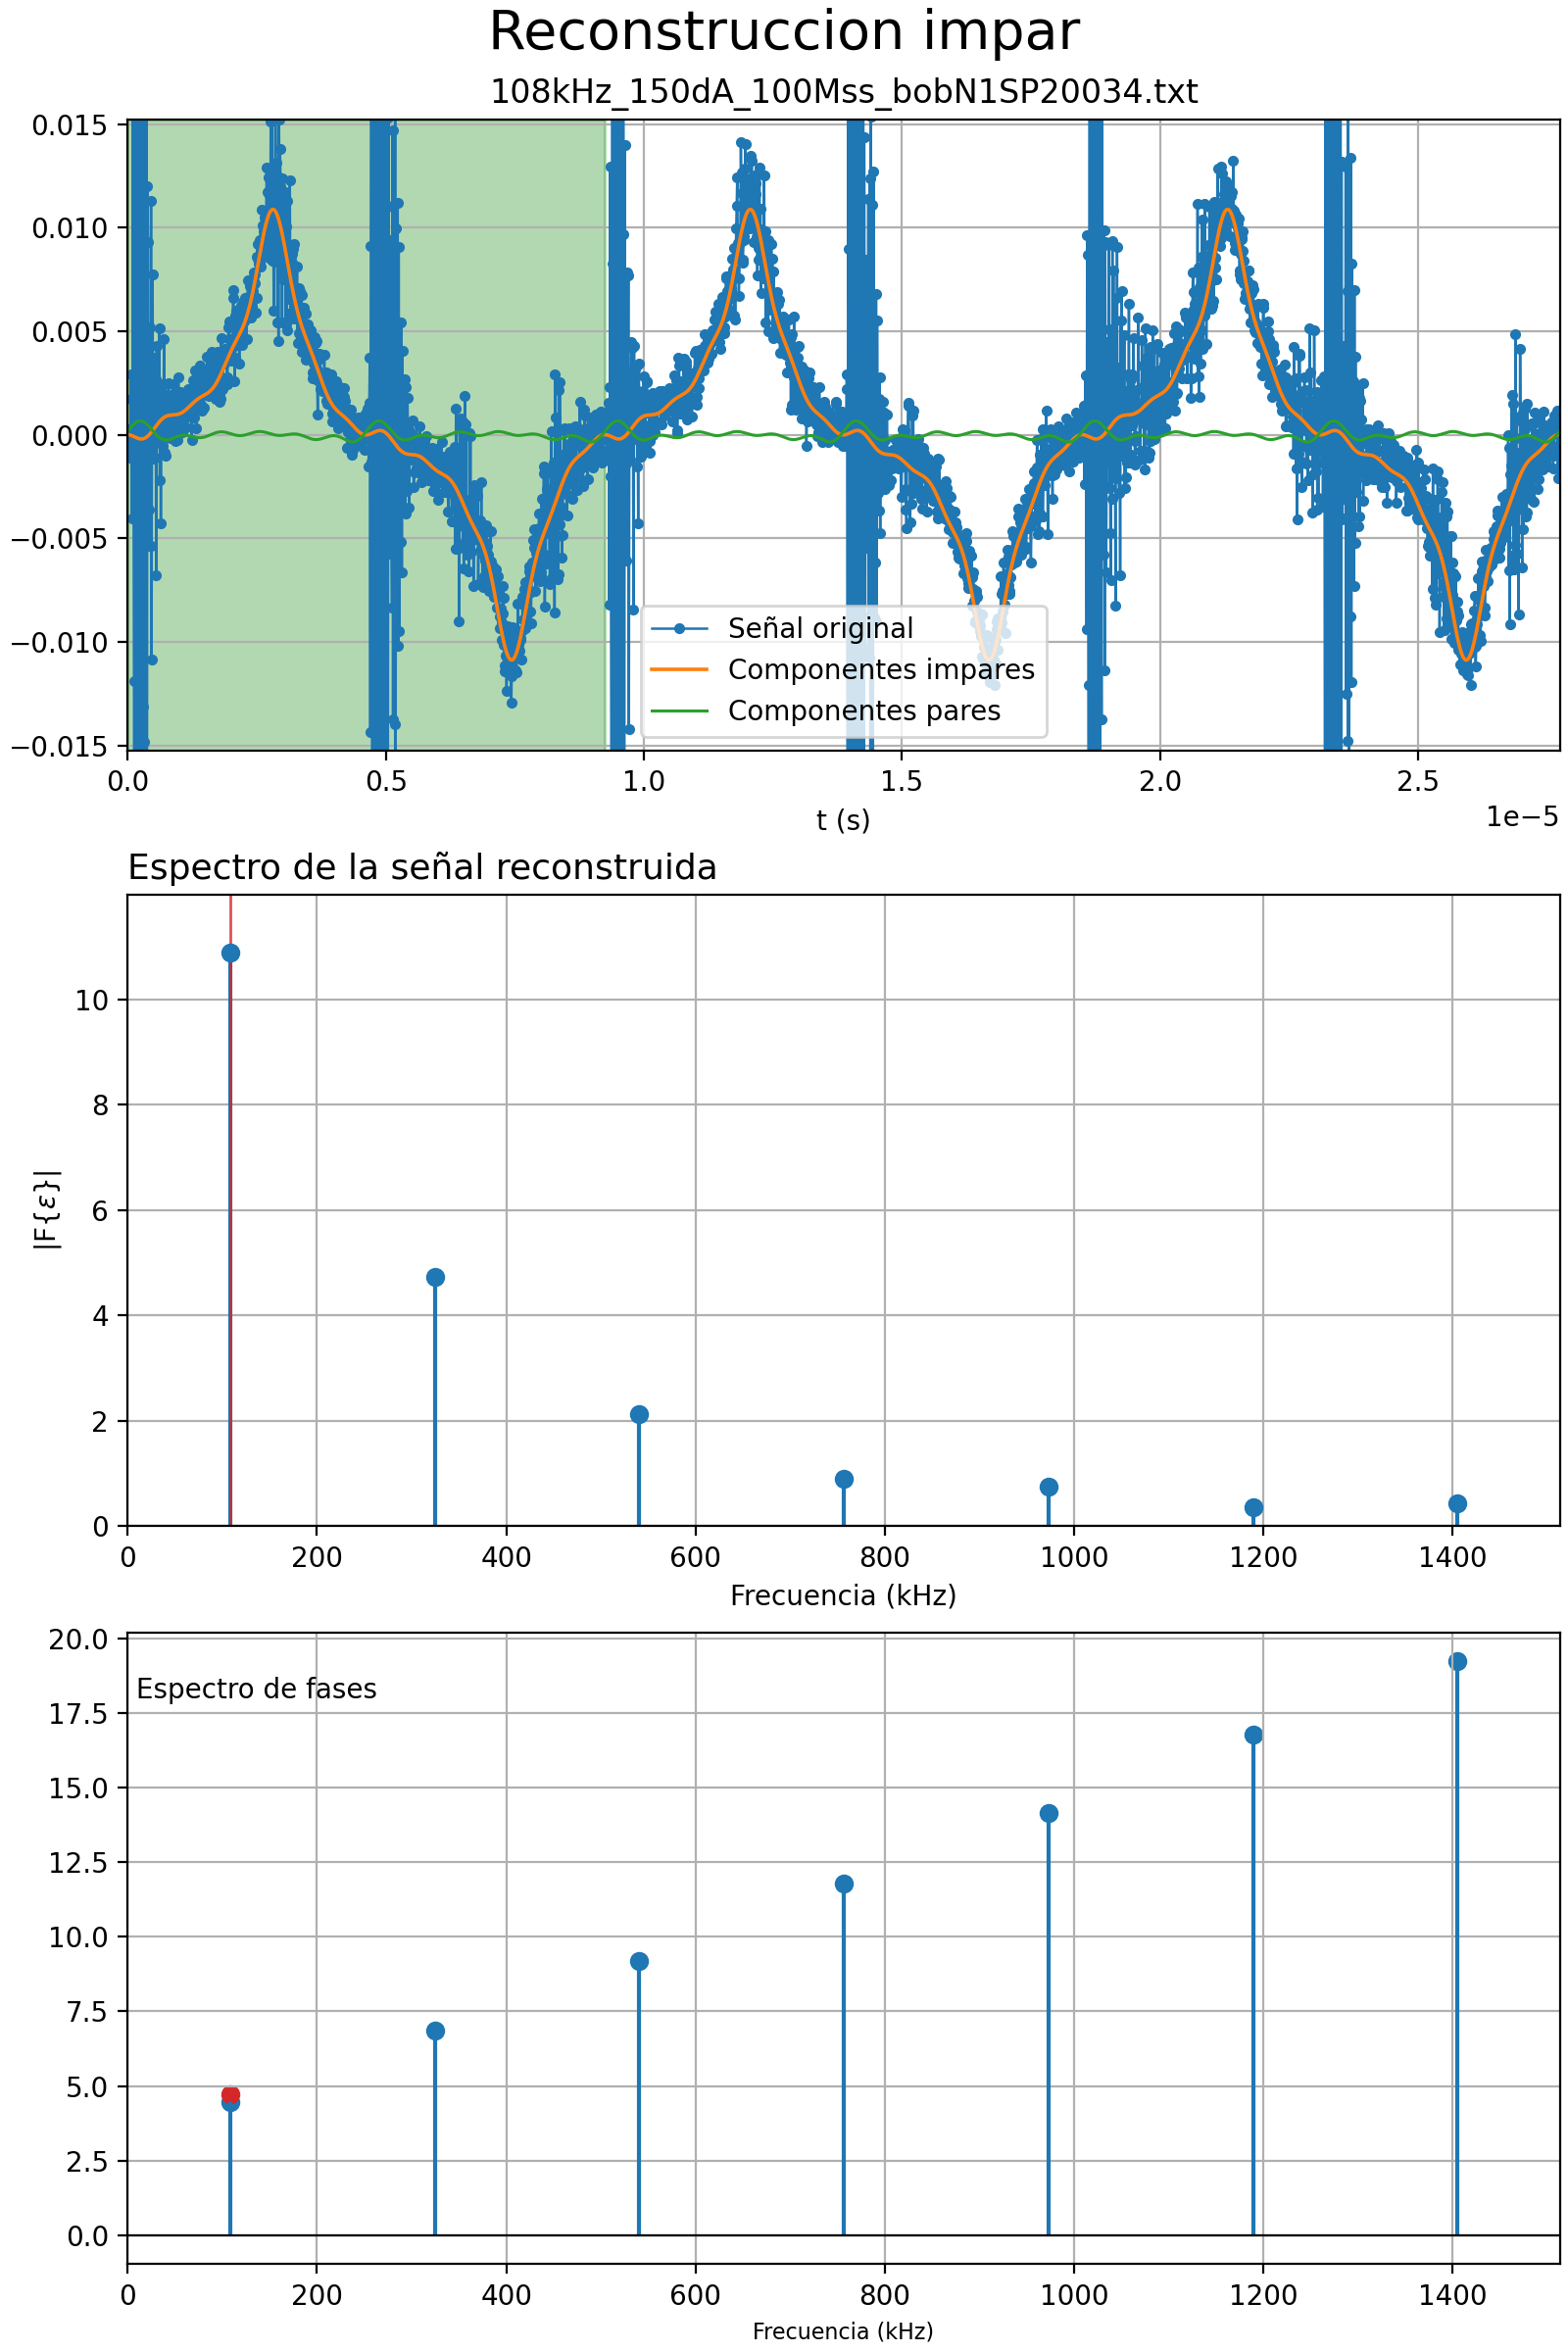 Reconstruccion impar
108kHz_150dA_100Mss_bobN1SP20034.txt
0.015
0.010
0.005
0.000
−0.005
−0.010
−0.015
Señal original
Componentes impares
Componentes pares
0.0 0.5 1.0 1.5 2.0 2.5
1e−5
t (s)
Espectro de la señal reconstruida
10
8
6
4
2
0
|F{ε}|
0 200 400 600 800 1000 1200 1400
Frecuencia (kHz)
20.0
Espectro de fases
17.5
15.0
12.5
10.0
7.5
5.0
2.5
0.0
0 200 400 600 800 1000 1200 1400
Frecuencia (kHz)